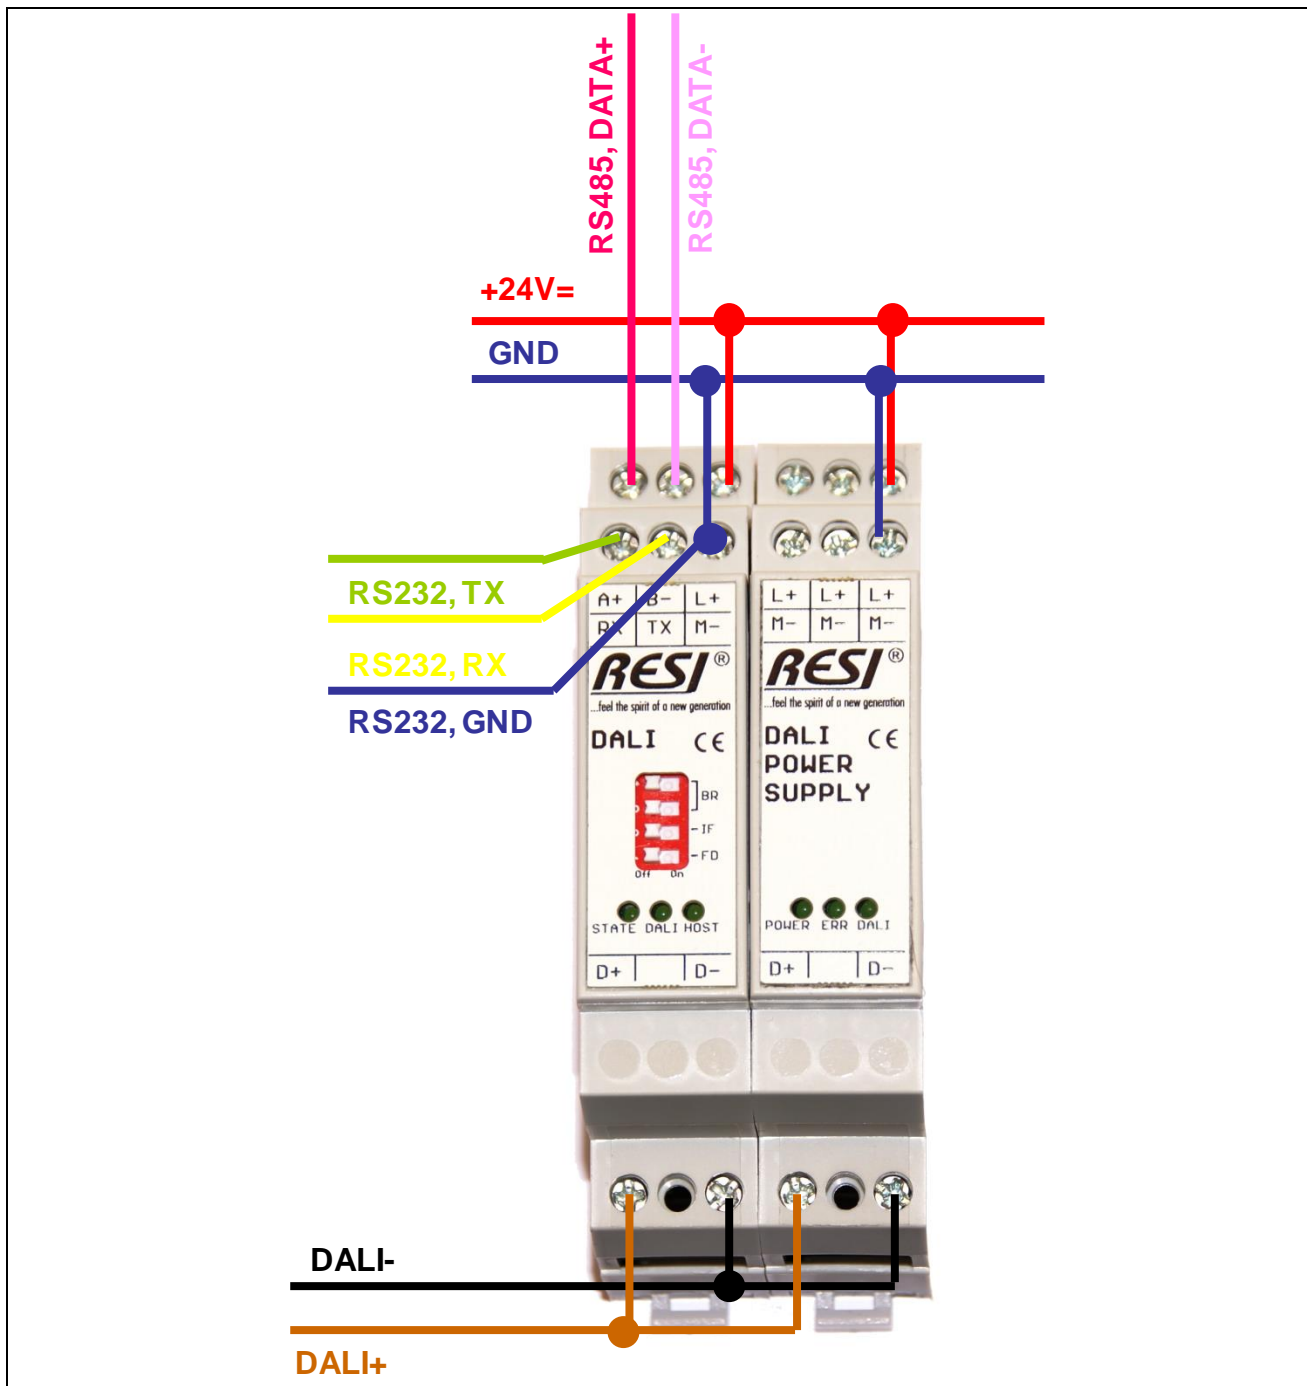 RS485, DATA+
RS485, DATA-
+24V=
GND
RS232, TX
RS232, RX
RS232, GND
A+ B- L+
RX TX M-
RESI®
...feel the spirit of a new generation
DALI CE
BR
IF
FD
Off On
STATE DALI HOST
D+ D-
L+ L+ L+
M- M- M-
RESI®
...feel the spirit of a new generation
DALI CE
POWER
SUPPLY
POWER ERR DALI
D+ D-
DALI-
DALI+